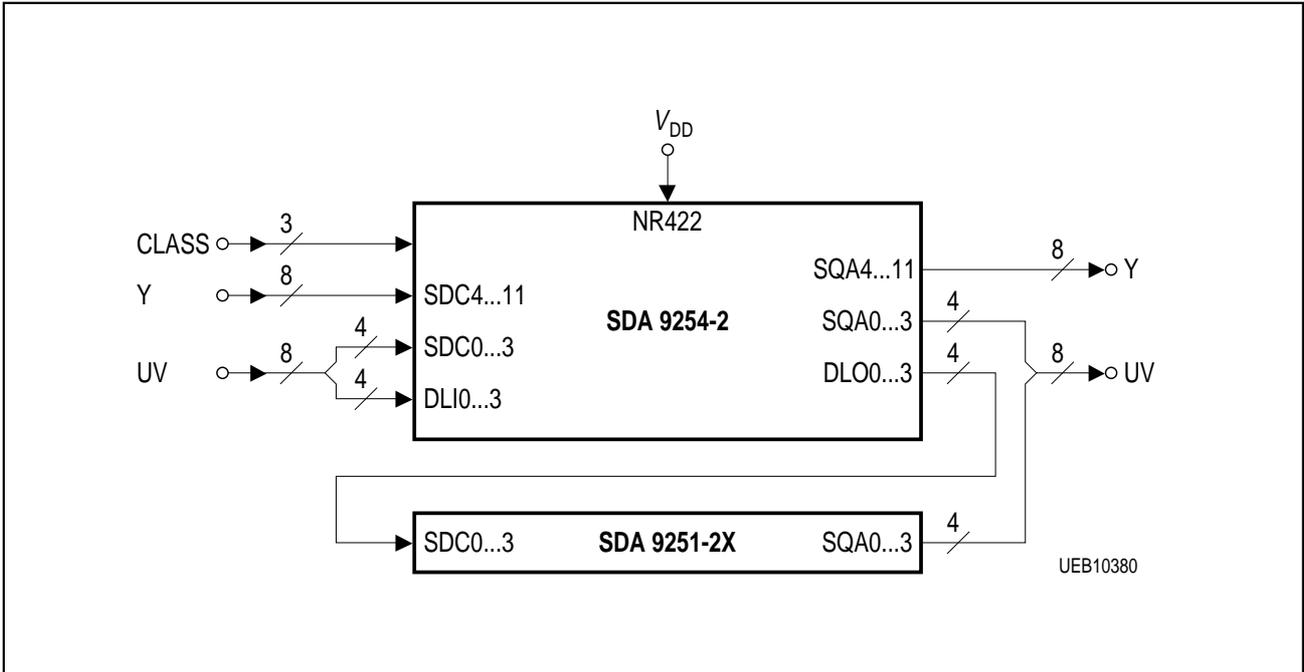 VDD
NR422
CLASS 3
Y 8 SDC4...11
UV 8
4 SDC0...3
4 DLI0...3
SDA 9254-2
SQA4...11 8 Y
SQA0...3 4
DLO0...3 4
8 UV
SDC0...3 SDA 9251-2X SQA0...3 4
UEB10380